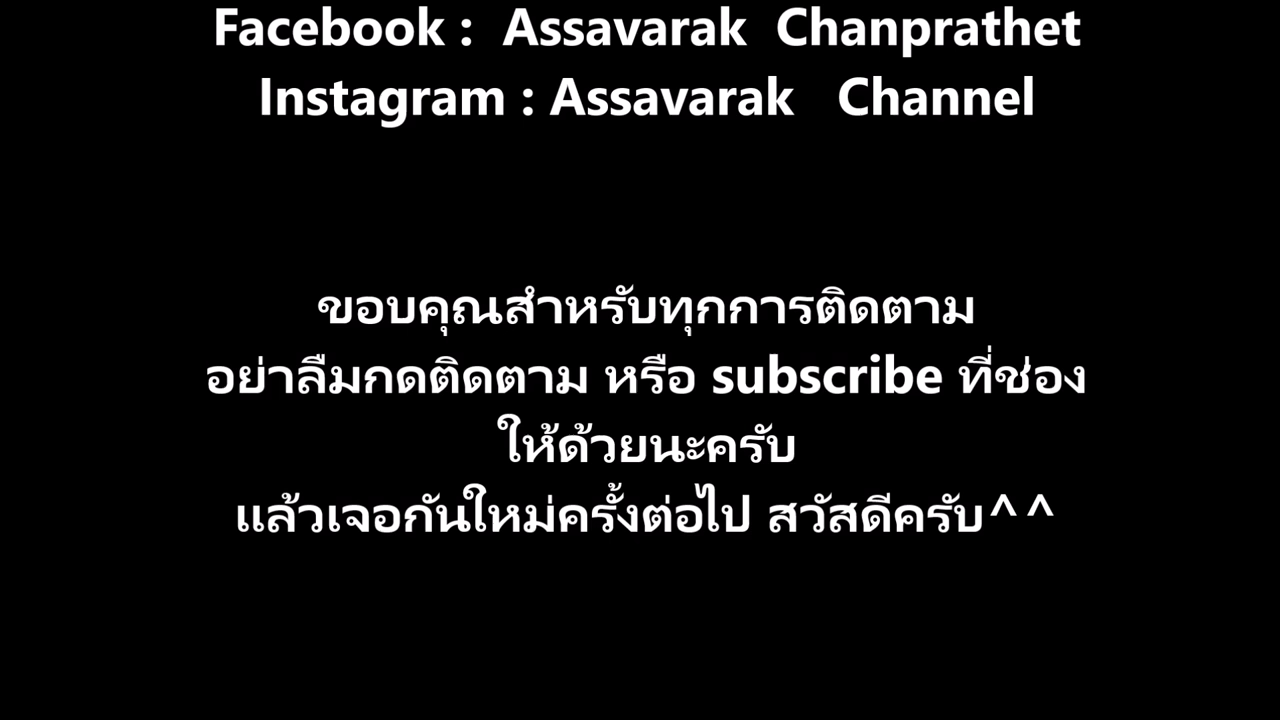 Facebook :  Assavarak  Chanprathet
Instagram : Assavarak   Channel
ขอบคุณสำหรับทุกการติดตาม
อย่าลืมกดติดตาม หรือ subscribe ที่ช่อง
ให้ด้วยนะครับ
แล้วเจอกันใหม่ครั้งต่อไป สวัสดีครับ^^